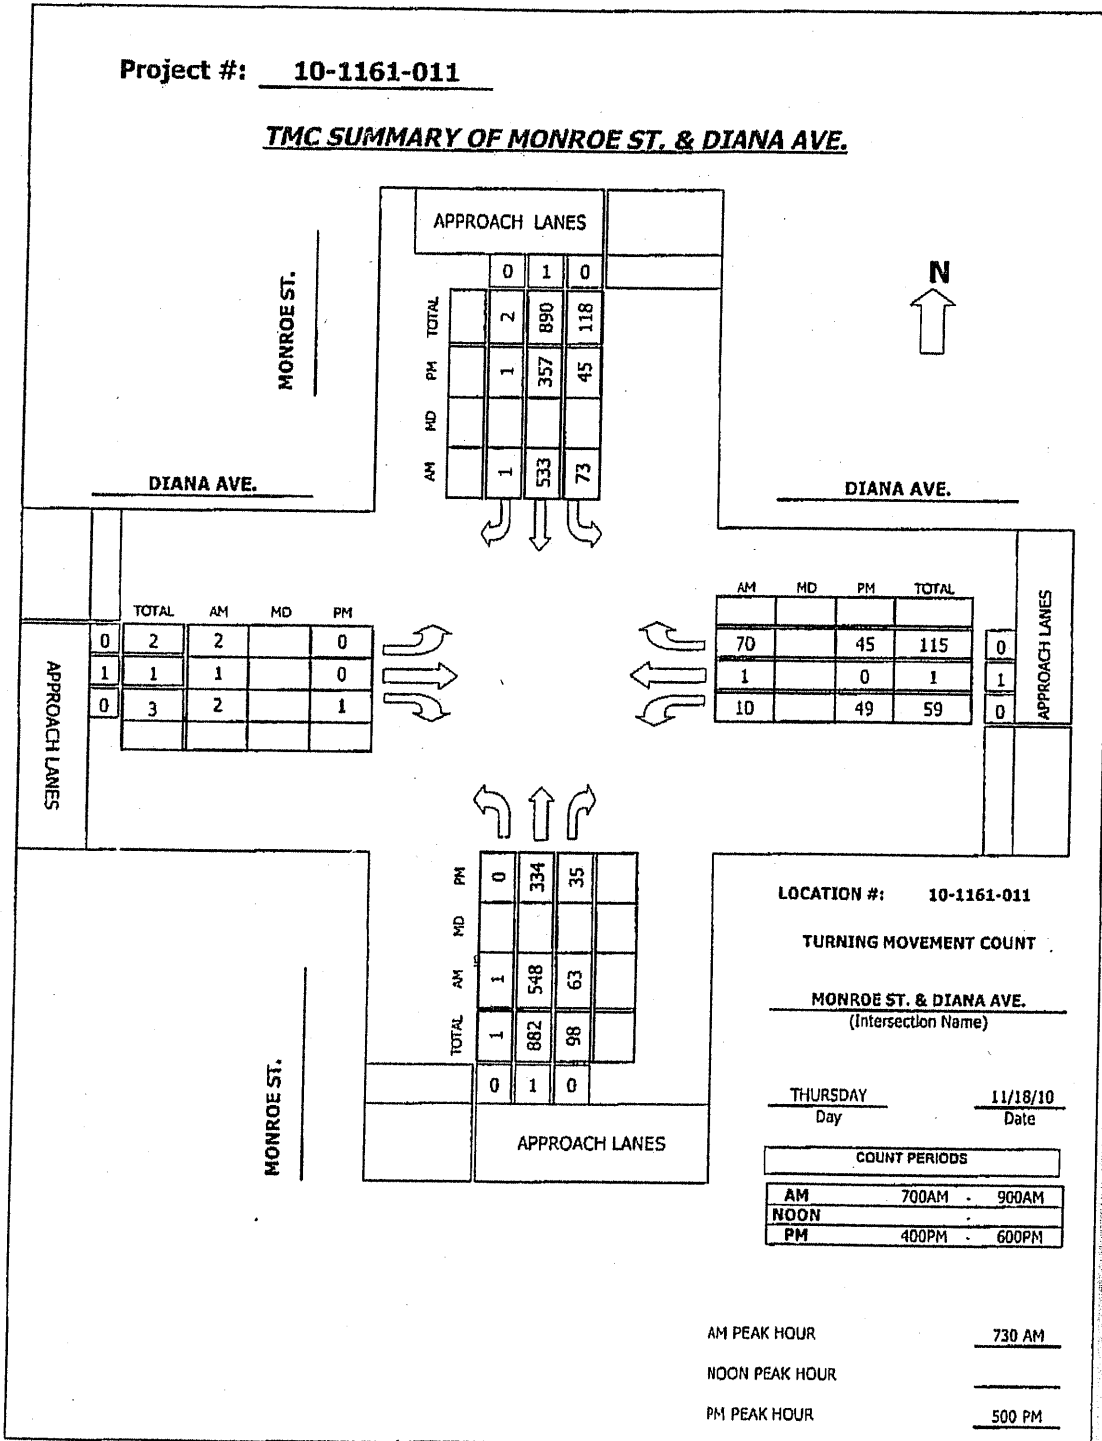 Project #: 10-1161-011
TMC SUMMARY OF MONROE ST. & DIANA AVE.
APPROACH LANES
0 1 0
TOTAL 2 890 118
PM 1 357 45
MD
AM 1 533 73
MONROE ST.
N
DIANA AVE.
DIANA AVE.
TOTAL AM MD PM
0 2 2 0
1 1 1 0
0 3 2 1
APPROACH LANES
AM MD PM TOTAL
70 45 115 0
1 0 1 1
10 49 59 0
APPROACH LANES
PM 0 334 35
MD
AM 1 548 63
TOTAL 1 882 98
0 1 0
APPROACH LANES
MONROE ST.
LOCATION #: 10-1161-011
TURNING MOVEMENT COUNT
MONROE ST. & DIANA AVE.
(Intersection Name)
THURSDAY 11/18/10
Day Date
COUNT PERIODS
AM 700AM - 900AM
NOON -
PM 400PM - 600PM
AM PEAK HOUR 730 AM
NOON PEAK HOUR
PM PEAK HOUR 500 PM